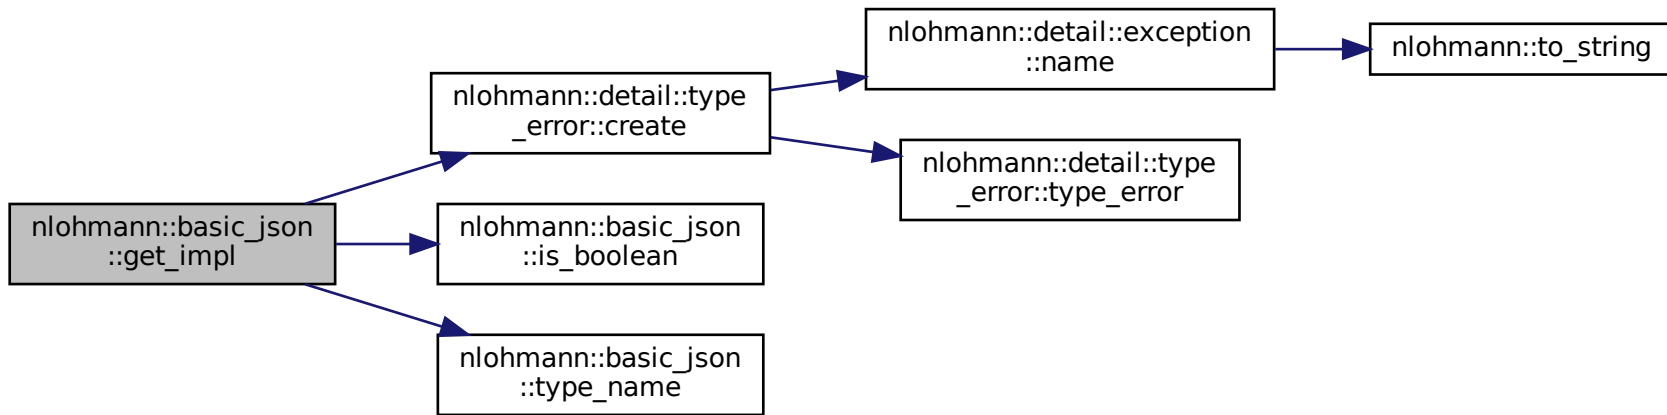 nlohmann::basic_json
::get_impl
nlohmann::detail::type
_error::create
nlohmann::basic_json
::is_boolean
nlohmann::basic_json
::type_name
nlohmann::detail::exception
::name
nlohmann::detail::type
_error::type_error
nlohmann::to_string